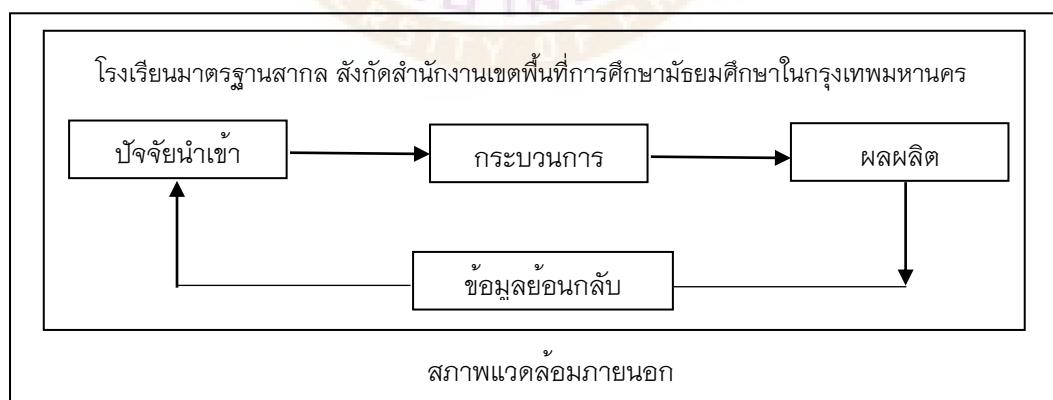 โรงเรียนมาตรฐานสากล สังกัดสำนักงานเขตพื้นที่การศึกษามัธยมศึกษาในกรุงเทพมหานคร
ปัจจัยนำเข้า
กระบวนการ
ผลผลิต
ข้อมูลย้อนกลับ
สภาพแวดล้อมภายนอก